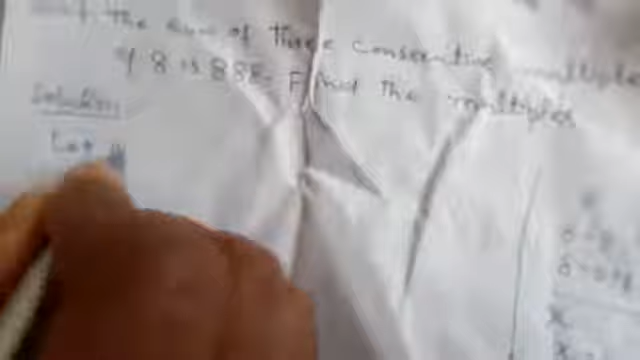 the sum of three consecutive multiples
of 8 is 888. Find the multiples
Solution
Let